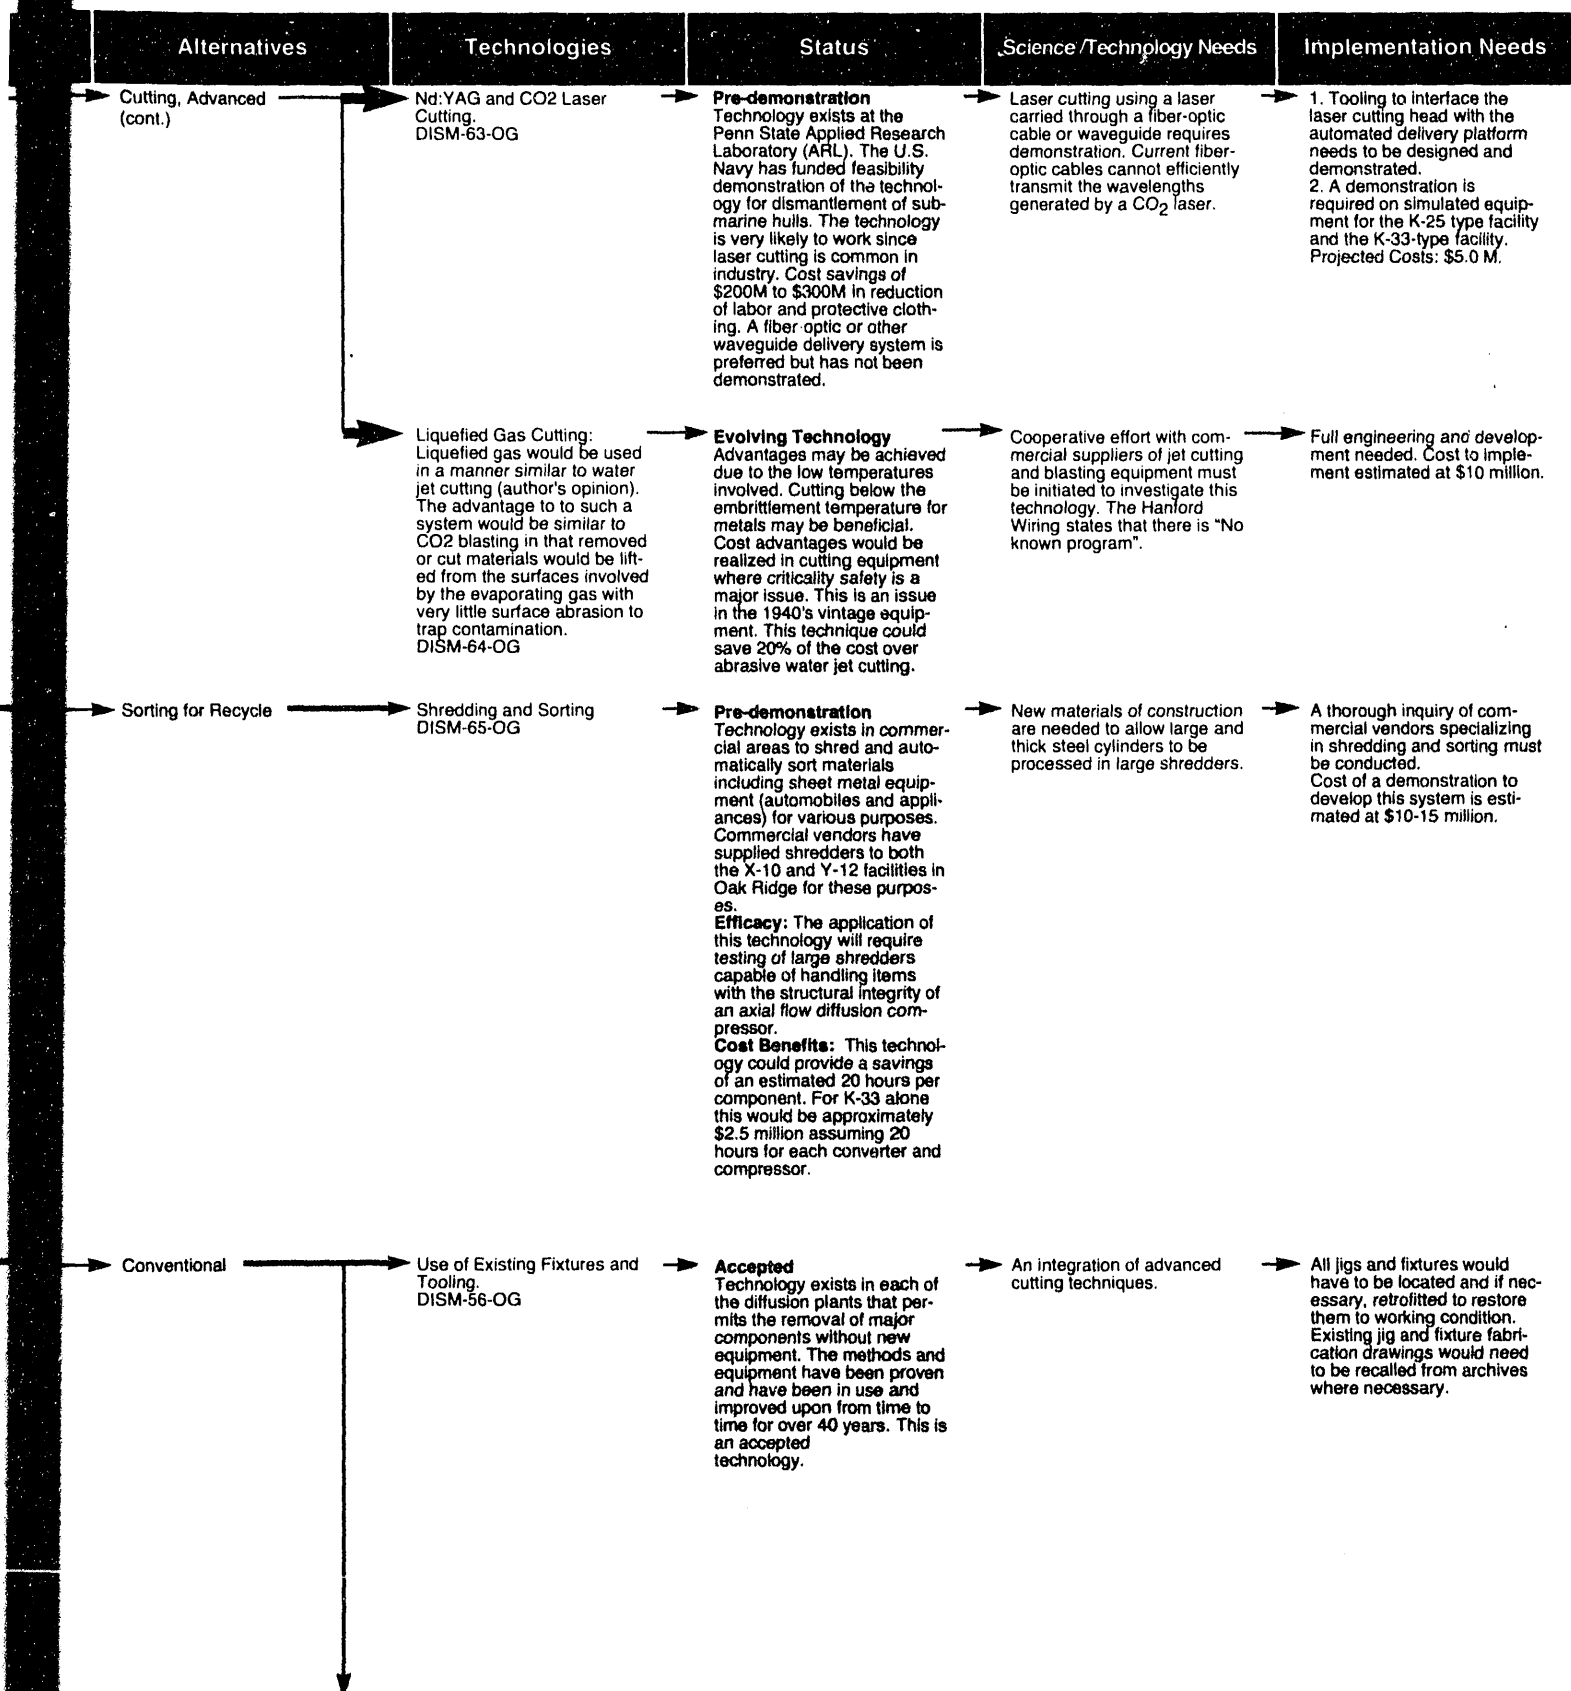 Alternatives
Technologies
Status
Science/Technology Needs
Implementation Needs
Cutting, Advanced
(cont.)
Nd:YAG and CO2 Laser
Cutting.
DISM-63-OG
Pre-demonstration
Technology exists at the
Penn State Applied Research
Laboratory (ARL). The U.S.
Navy has funded feasibility
demonstration of the technol-
ogy for dismantlement of sub-
marine hulls. The technology
is very likely to work since
laser cutting is common in
industry. Cost savings of
$200M to $300M in reduction
of labor and protective cloth-
ing. A fiber optic or other
waveguide delivery system is
preferred but has not been
demonstrated.
Laser cutting using a laser
carried through a fiber-optic
cable or waveguide requires
demonstration. Current fiber-
optic cables cannot efficiently
transmit the wavelengths
generated by a CO2 laser.
1. Tooling to interface the
laser cutting head with the
automated delivery platform
needs to be designed and
demonstrated.
2. A demonstration is
required on simulated equip-
ment for the K-25 type facility
and the K-33-type facility.
Projected Costs: $5.0 M.
Liquefied Gas Cutting:
Liquefied gas would be used
in a manner similar to water
jet cutting (author's opinion).
The advantage to to such a
system would be similar to
CO2 blasting in that removed
or cut materials would be lift-
ed from the surfaces involved
by the evaporating gas with
very little surface abrasion to
trap contamination.
DISM-64-OG
Evolving Technology
Advantages may be achieved
due to the low temperatures
involved. Cutting below the
embrittlement temperature for
metals may be beneficial.
Cost advantages would be
realized in cutting equipment
where criticality safety is a
major issue. This is an issue
in the 1940's vintage equip-
ment. This technique could
save 20% of the cost over
abrasive water jet cutting.
Cooperative effort with com-
mercial suppliers of jet cutting
and blasting equipment must
be initiated to investigate this
technology. The Hanford
Wiring states that there is "No
known program".
Full engineering and develop-
ment needed. Cost to imple-
ment estimated at $10 million.
Sorting for Recycle
Shredding and Sorting
DISM-65-OG
Pre-demonstration
Technology exists in commer-
cial areas to shred and auto-
matically sort materials
including sheet metal equip-
ment (automobiles and appli-
ances) for various purposes.
Commercial vendors have
supplied shredders to both
the X-10 and Y-12 facilities in
Oak Ridge for these purpos-
es.
Efficacy: The application of
this technology will require
testing of large shredders
capable of handling items
with the structural integrity of
an axial flow diffusion com-
pressor.
Cost Benefits: This technol-
ogy could provide a savings
of an estimated 20 hours per
component. For K-33 alone
this would be approximately
$2.5 million assuming 20
hours for each converter and
compressor.
New materials of construction
are needed to allow large and
thick steel cylinders to be
processed in large shredders.
A thorough inquiry of com-
mercial vendors specializing
in shredding and sorting must
be conducted.
Cost of a demonstration to
develop this system is esti-
mated at $10-15 million.
Conventional
Use of Existing Fixtures and
Tooling.
DISM-56-OG
Accepted
Technology exists in each of
the diffusion plants that per-
mits the removal of major
components without new
equipment. The methods and
equipment have been proven
and have been in use and
improved upon from time to
time for over 40 years. This is
an accepted
technology.
An integration of advanced
cutting techniques.
All jigs and fixtures would
have to be located and if nec-
essary, retrofitted to restore
them to working condition.
Existing jig and fixture fabri-
cation drawings would need
to be recalled from archives
where necessary.